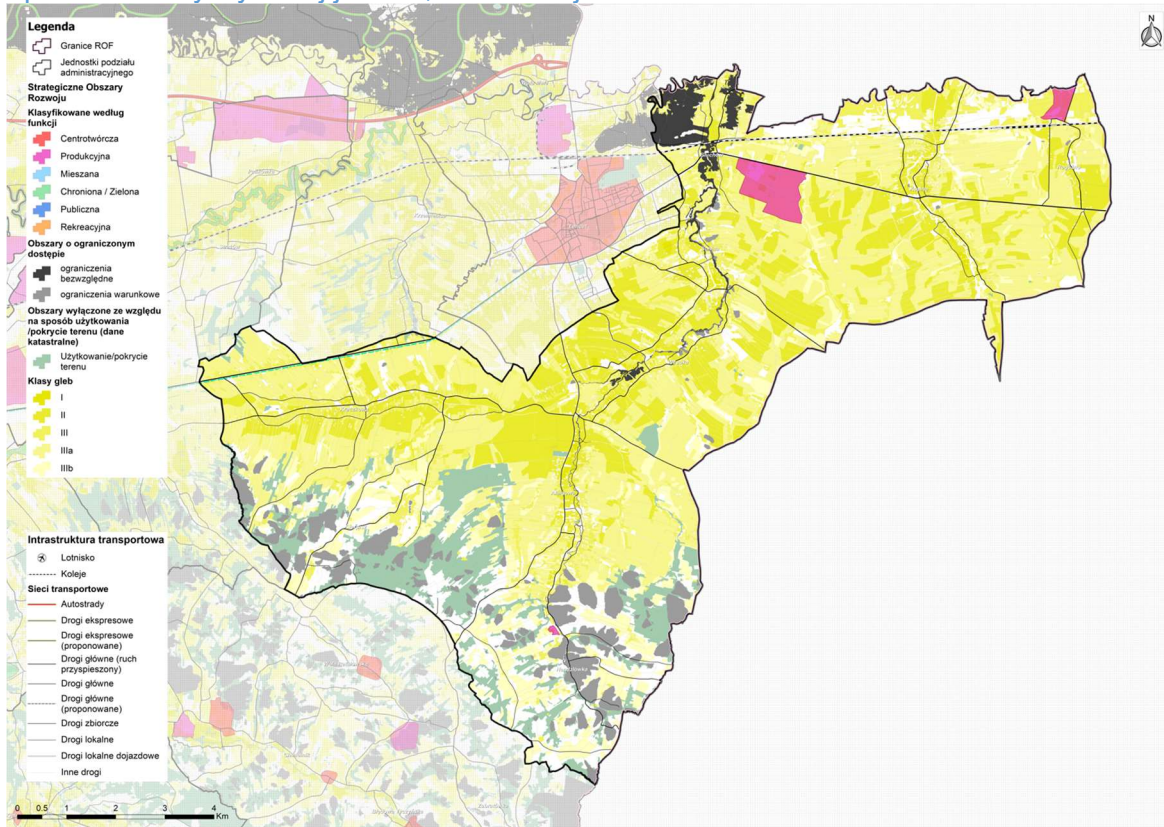 Legenda
Granice ROF
Jednostki podziału
administracyjnego
Strategiczne Obszary
Rozwoju
Klasyfikowane według
funkcji
Centrotwórcza
Produkcyjna
Mieszana
Chroniona / Zielona
Publiczna
Rekreacyjna
Obszary o ograniczonym
dostępie
ograniczenia
bezwzględne
ograniczenia warunkowe
Obszary wyłączone ze względu
na sposób użytkowania
/pokrycie terenu (dane
katastralne)
Użytkowanie/pokrycie
terenu
Klasy gleb
I
II
III
IIIa
IIIb
Intrastruktura transportowa
Lotnisko
Koleje
Sieci transportowe
Autostrady
Drogi ekspresowe
Drogi ekspresowe
(proponowane)
Drogi główne (ruch
przyspieszony)
Drogi główne
Drogi główne
(proponowane)
Drogi zbiorcze
Drogi lokalne
Drogi lokalne dojazdowe
Inne drogi
0 0.5 1 2 3 4
Km
N